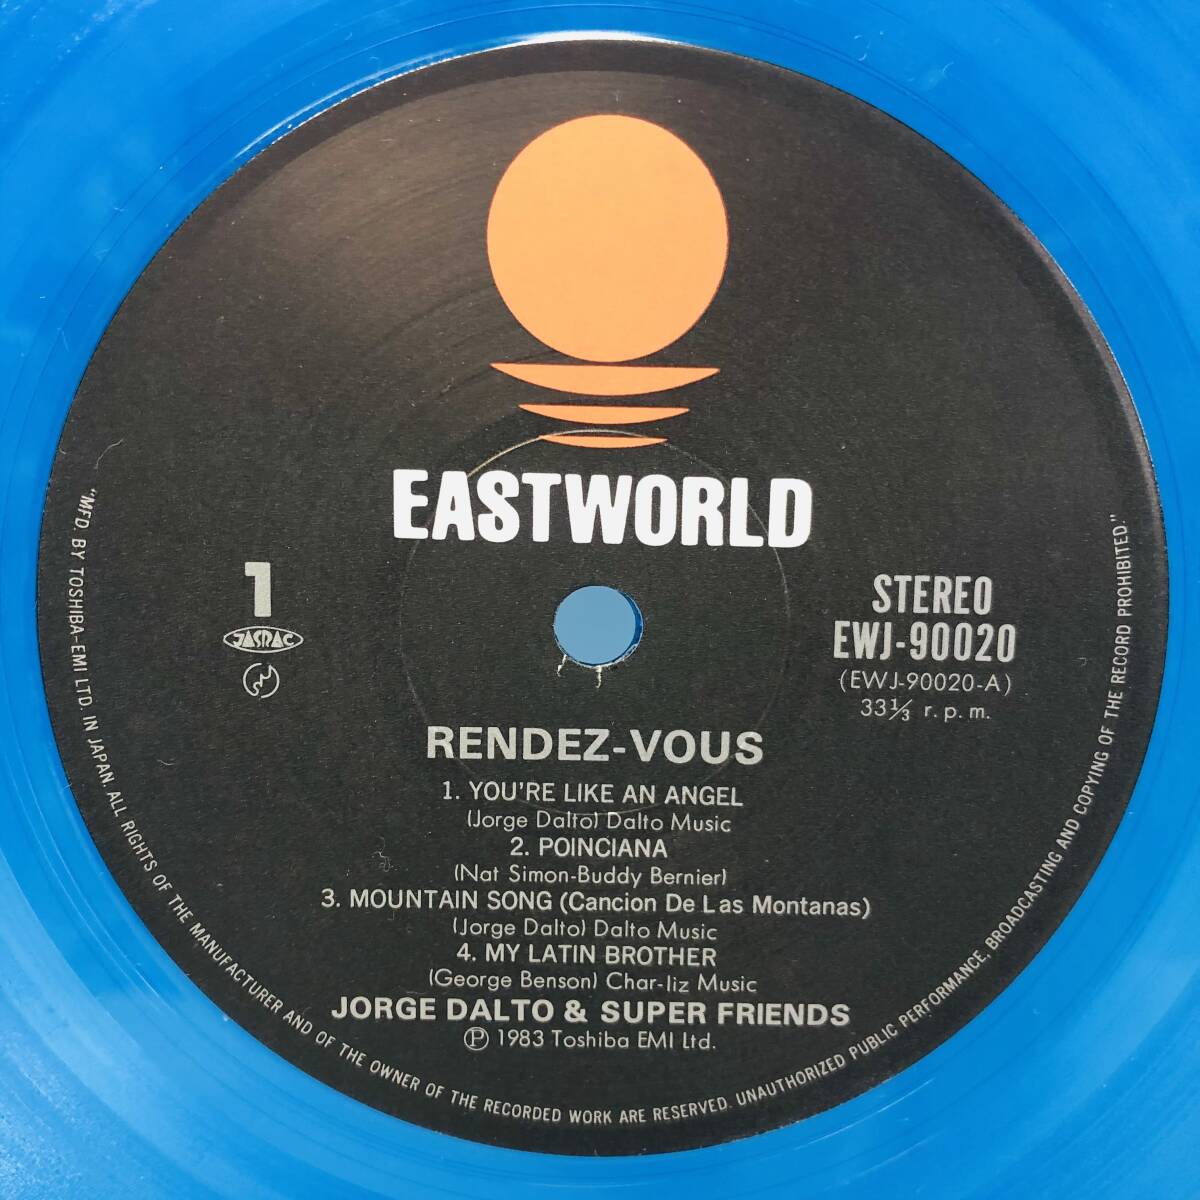 EASTWORLD
1
JASRAC
STEREO
EWJ-90020
(EWJ-90020-A)
33⅓ r.p.m.
RENDEZ-VOUS
1. YOU'RE LIKE AN ANGEL
(Jorge Dalto) Dalto Music
2. POINCIANA
(Nat Simon-Buddy Bernier)
3. MOUNTAIN SONG (Cancion De Las Montanas)
(Jorge Dalto) Dalto Music
4. MY LATIN BROTHER
(George Benson) Char-liz Music
JORGE DALTO & SUPER FRIENDS
Ⓟ 1983 Toshiba EMI Ltd.
"MFD. BY TOSHIBA-EMI LTD. IN JAPAN. ALL RIGHTS OF THE MANUFACTURER AND OF THE OWNER OF THE RECORDED WORK ARE RESERVED. UNAUTHORIZED PUBLIC PERFORMANCE, BROADCASTING AND COPYING OF THE RECORD PROHIBITED."